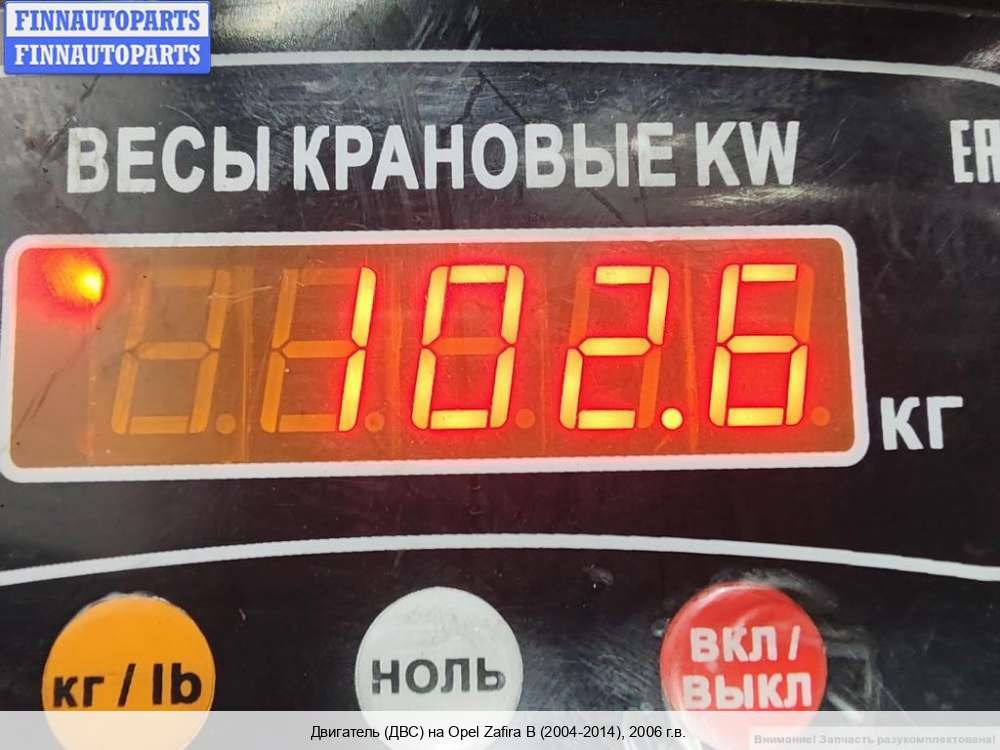 FINNAUTOPARTS
FINNAUTOPARTS
ВЕСЫ КРАНОВЫЕ KW
EAC
102.6
кг
кг / lb
НОЛЬ
ВКЛ /
ВЫКЛ
Двигатель (ДВС) на Opel Zafira B (2004-2014), 2006 г.в.
Внимание! Запчасть разукомплектована!